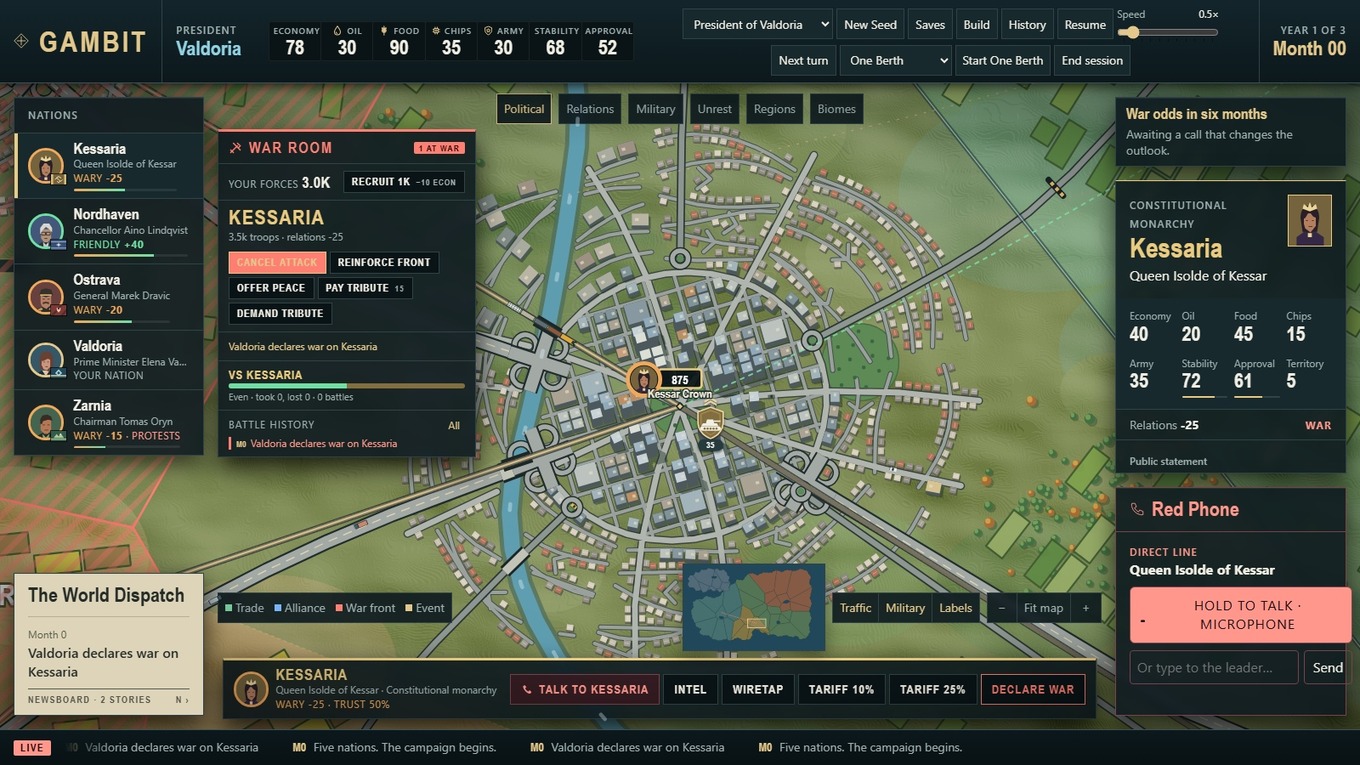 GAMBIT
PRESIDENT
Valdoria
ECONOMY
78
OIL
30
FOOD
90
CHIPS
35
ARMY
30
STABILITY
68
APPROVAL
52
President of Valdoria
New Seed
Saves
Build
History
Resume
Speed
0.5×
Next turn
One Berth
Start One Berth
End session
YEAR 1 OF 3
Month 00
Political
Relations
Military
Unrest
Regions
Biomes
NATIONS
Kessaria
Queen Isolde of Kessar
WARY -25
Nordhaven
Chancellor Aino Lindqvist
FRIENDLY +40
Ostrava
General Marek Dravic
WARY -20
Valdoria
Prime Minister Elena Va...
YOUR NATION
Zarnia
Chairman Tomas Oryn
WARY -15 · PROTESTS
WAR ROOM
1 AT WAR
YOUR FORCES 3.0K
RECRUIT 1K −10 ECON
KESSARIA
3.5k troops · relations -25
CANCEL ATTACK
REINFORCE FRONT
OFFER PEACE
PAY TRIBUTE 15
DEMAND TRIBUTE
Valdoria declares war on Kessaria
VS KESSARIA
Even · took 0, lost 0 · 0 battles
BATTLE HISTORY
All
M0 Valdoria declares war on Kessaria
875
Kessar Crown
35
War odds in six months
Awaiting a call that changes the
outlook.
CONSTITUTIONAL
MONARCHY
Kessaria
Queen Isolde of Kessar
Economy
40
Oil
20
Food
45
Chips
15
Army
35
Stability
72
Approval
61
Territory
5
Relations -25
WAR
Public statement
Red Phone
DIRECT LINE
Queen Isolde of Kessar
HOLD TO TALK ·
MICROPHONE
Or type to the leader...
Send
The World Dispatch
Month 0
Valdoria declares war on
Kessaria
NEWSBOARD · 2 STORIES
N ›
Trade
Alliance
War front
Event
Traffic
Military
Labels
−
Fit map
+
KESSARIA
Queen Isolde of Kessar · Constitutional monarchy
WARY -25 · TRUST 50%
TALK TO KESSARIA
INTEL
WIRETAP
TARIFF 10%
TARIFF 25%
DECLARE WAR
LIVE
M0 Valdoria declares war on Kessaria
M0 Five nations. The campaign begins.
M0 Valdoria declares war on Kessaria
M0 Five nations. The campaign begins.